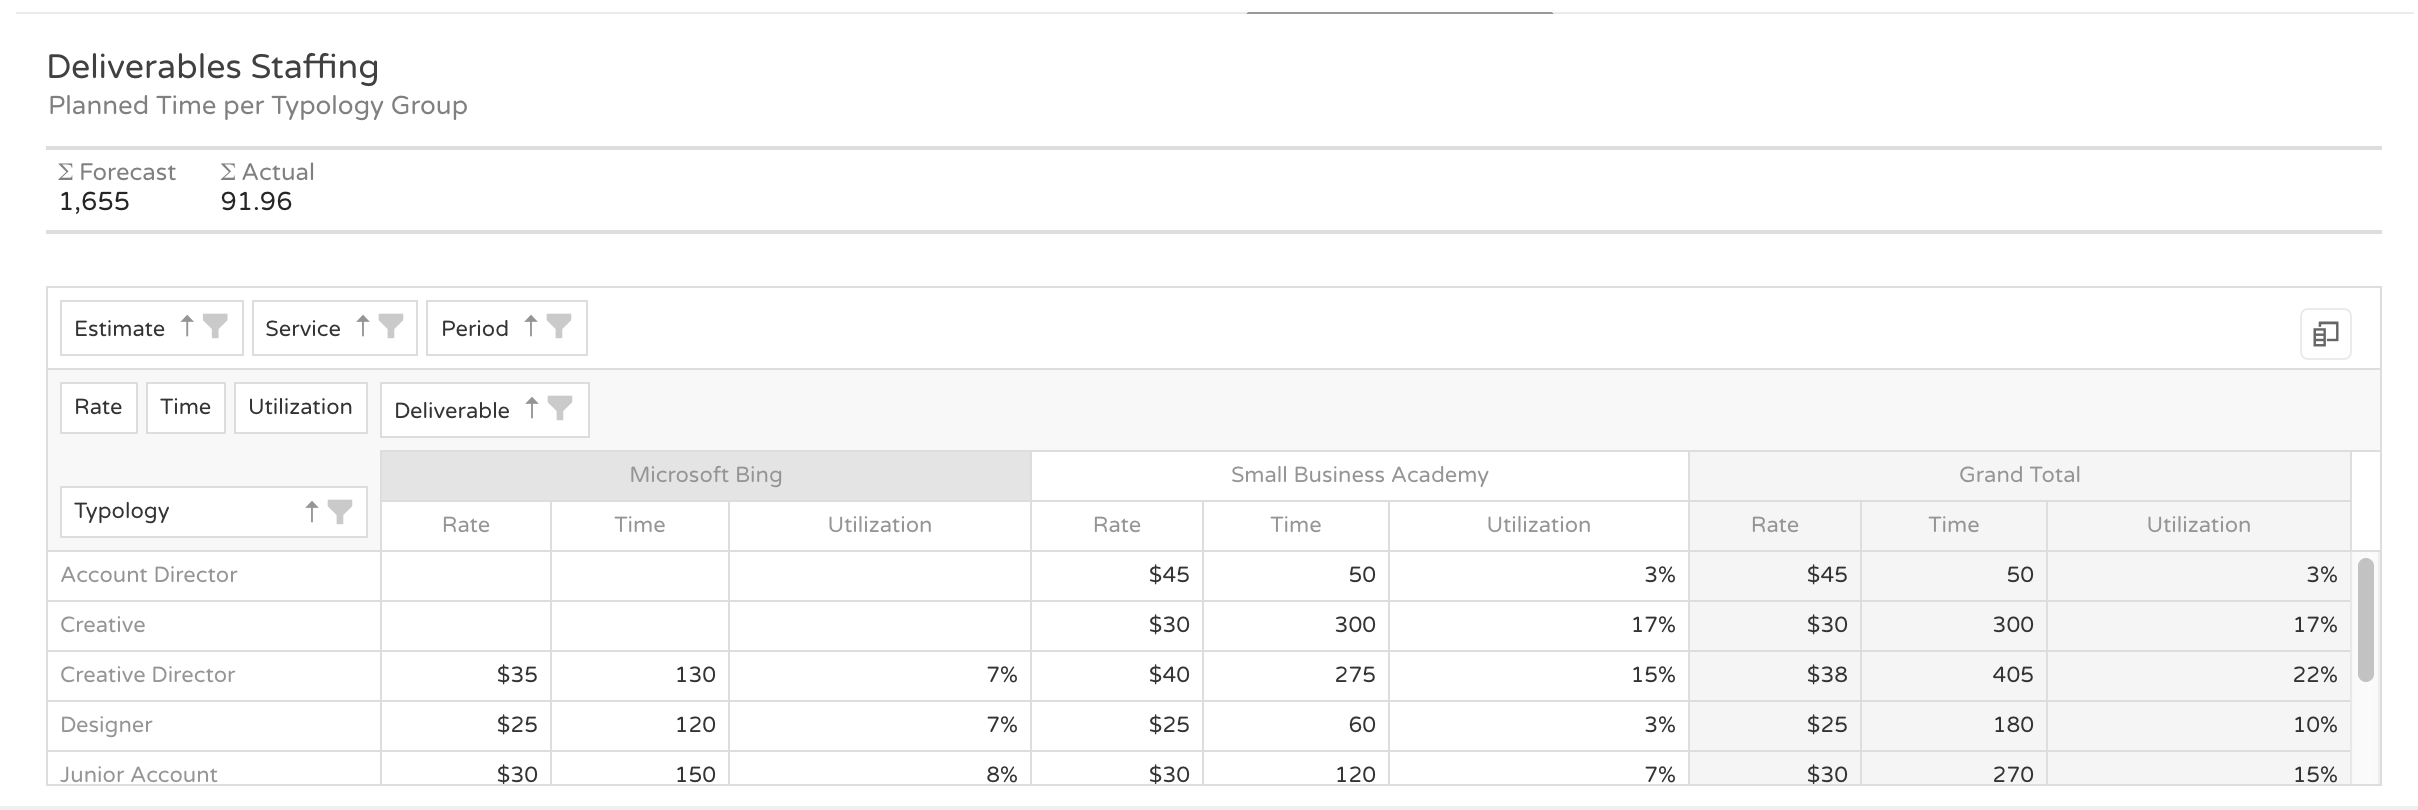 Deliverables Staffing
Planned Time per Typology Group
Σ Forecast Σ Actual
1,655 91.96
Estimate Service Period
Rate Time Utilization Deliverable
Microsoft Bing Small Business Academy Grand Total
Typology
Rate Time Utilization Rate Time Utilization Rate Time Utilization
Account Director $45 50 3% $45 50 3%
Creative $30 300 17% $30 300 17%
Creative Director $35 130 7% $40 275 15% $38 405 22%
Designer $25 120 7% $25 60 3% $25 180 10%
Junior Account $30 150 8% $30 120 7% $30 270 15%